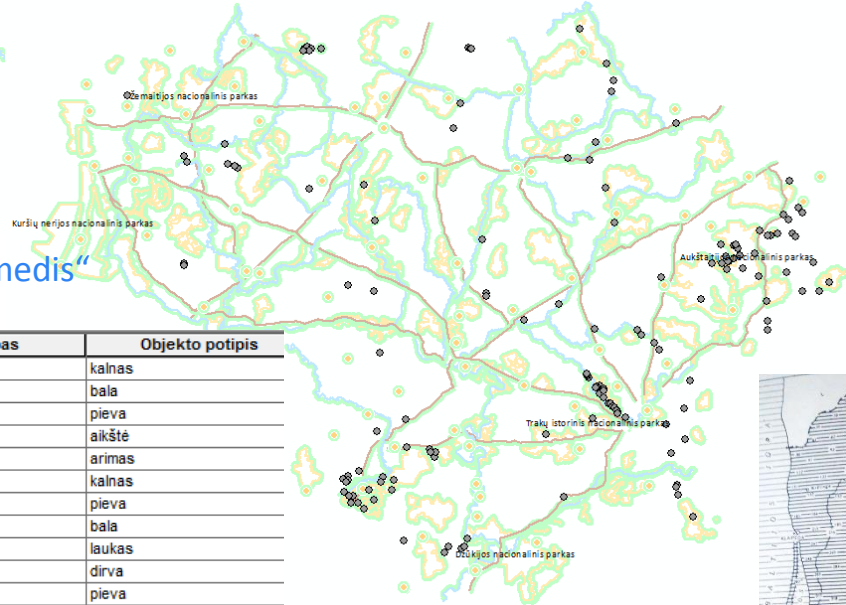 Žemaitijos nacionalinis parkas
Kuršių nerijos nacionalinis parkas
Aukštaitijos nacionalinis parkas
medis“
pas	Objekto potipis
kalnas
bala
pieva
aikštė
arimas
kalnas
pieva
bala
laukas
dirva
pieva
Trakų istorinis nacionalinis parkas
Dzūkijos nacionalinis parkas